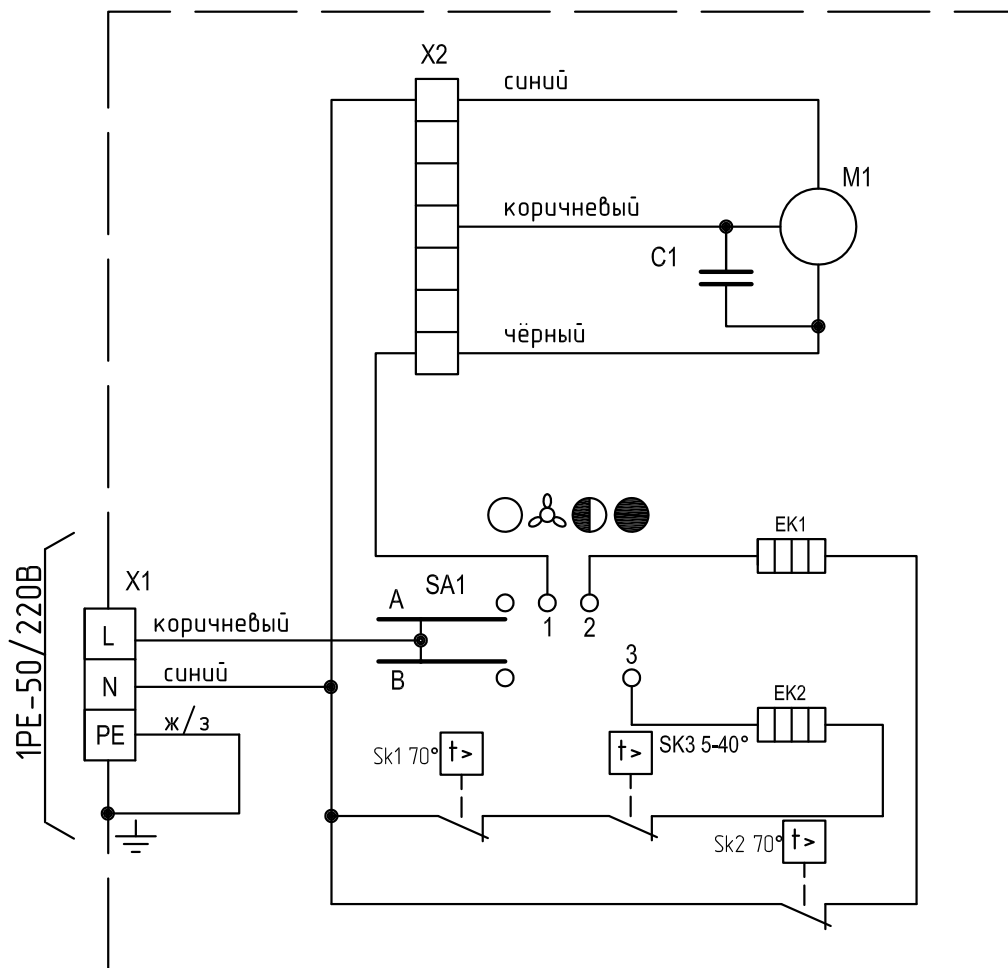 X2
синий
M1
коричневый
C1
чёрный
EK1
1PE-50/220В
X1
A
SA1
L
коричневый
1
2
N
синий
B
3
PE
ж/з
EK2
Sk1 70°
t>
t>
SK3 5-40°
Sk2 70°
t>